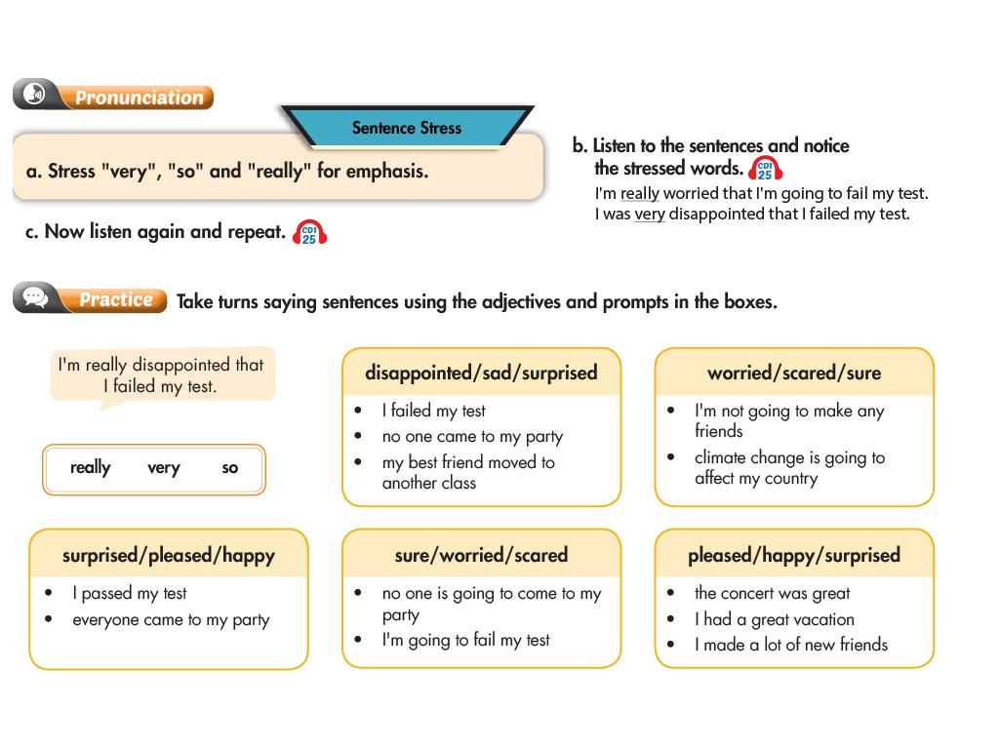 Pronunciation
Sentence Stress
a. Stress "very", "so" and "really" for emphasis.
b. Listen to the sentences and notice
the stressed words. CD1 25
I'm really worried that I'm going to fail my test.
I was very disappointed that I failed my test.
c. Now listen again and repeat. CD1 25
Practice Take turns saying sentences using the adjectives and prompts in the boxes.
I'm really disappointed that
I failed my test.
really very so
disappointed/sad/surprised
• I failed my test
• no one came to my party
• my best friend moved to
another class
worried/scared/sure
• I'm not going to make any
friends
• climate change is going to
affect my country
surprised/pleased/happy
• I passed my test
• everyone came to my party
sure/worried/scared
• no one is going to come to my
party
• I'm going to fail my test
pleased/happy/surprised
• the concert was great
• I had a great vacation
• I made a lot of new friends